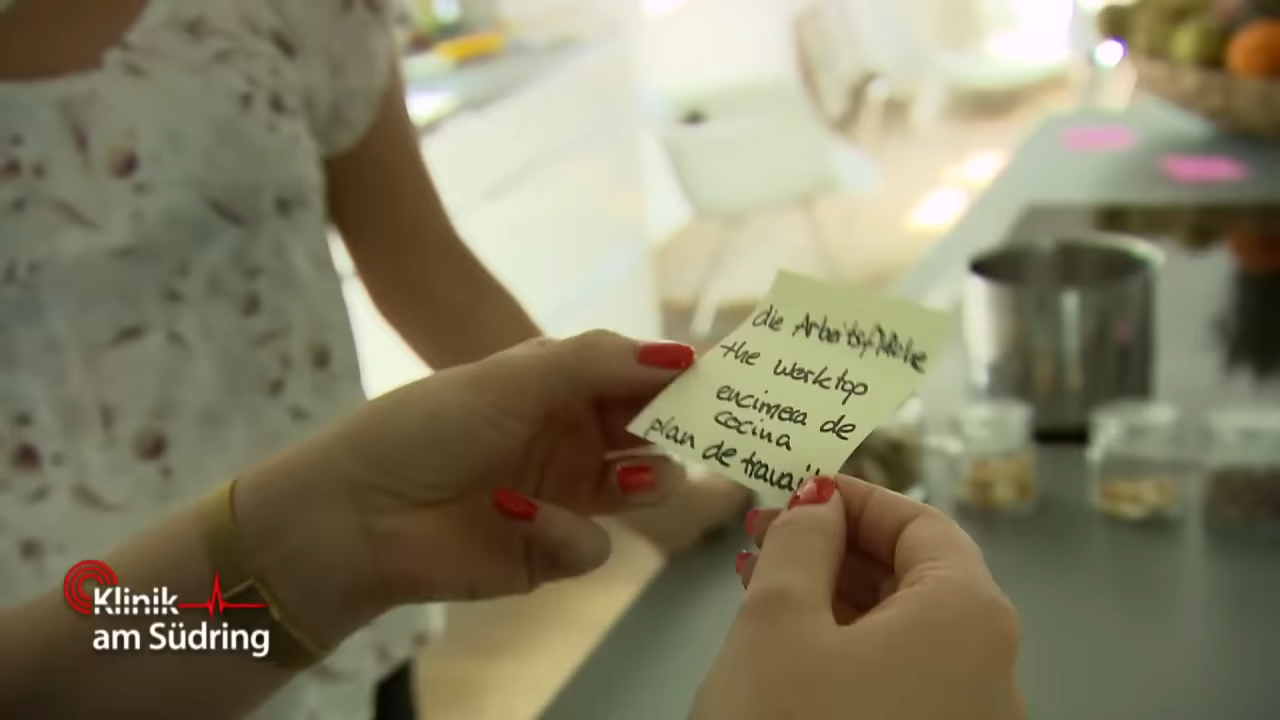 die Arbeitsfläche
the worktop
encimera de
cocina
plan de travail
Klinik
am Südring